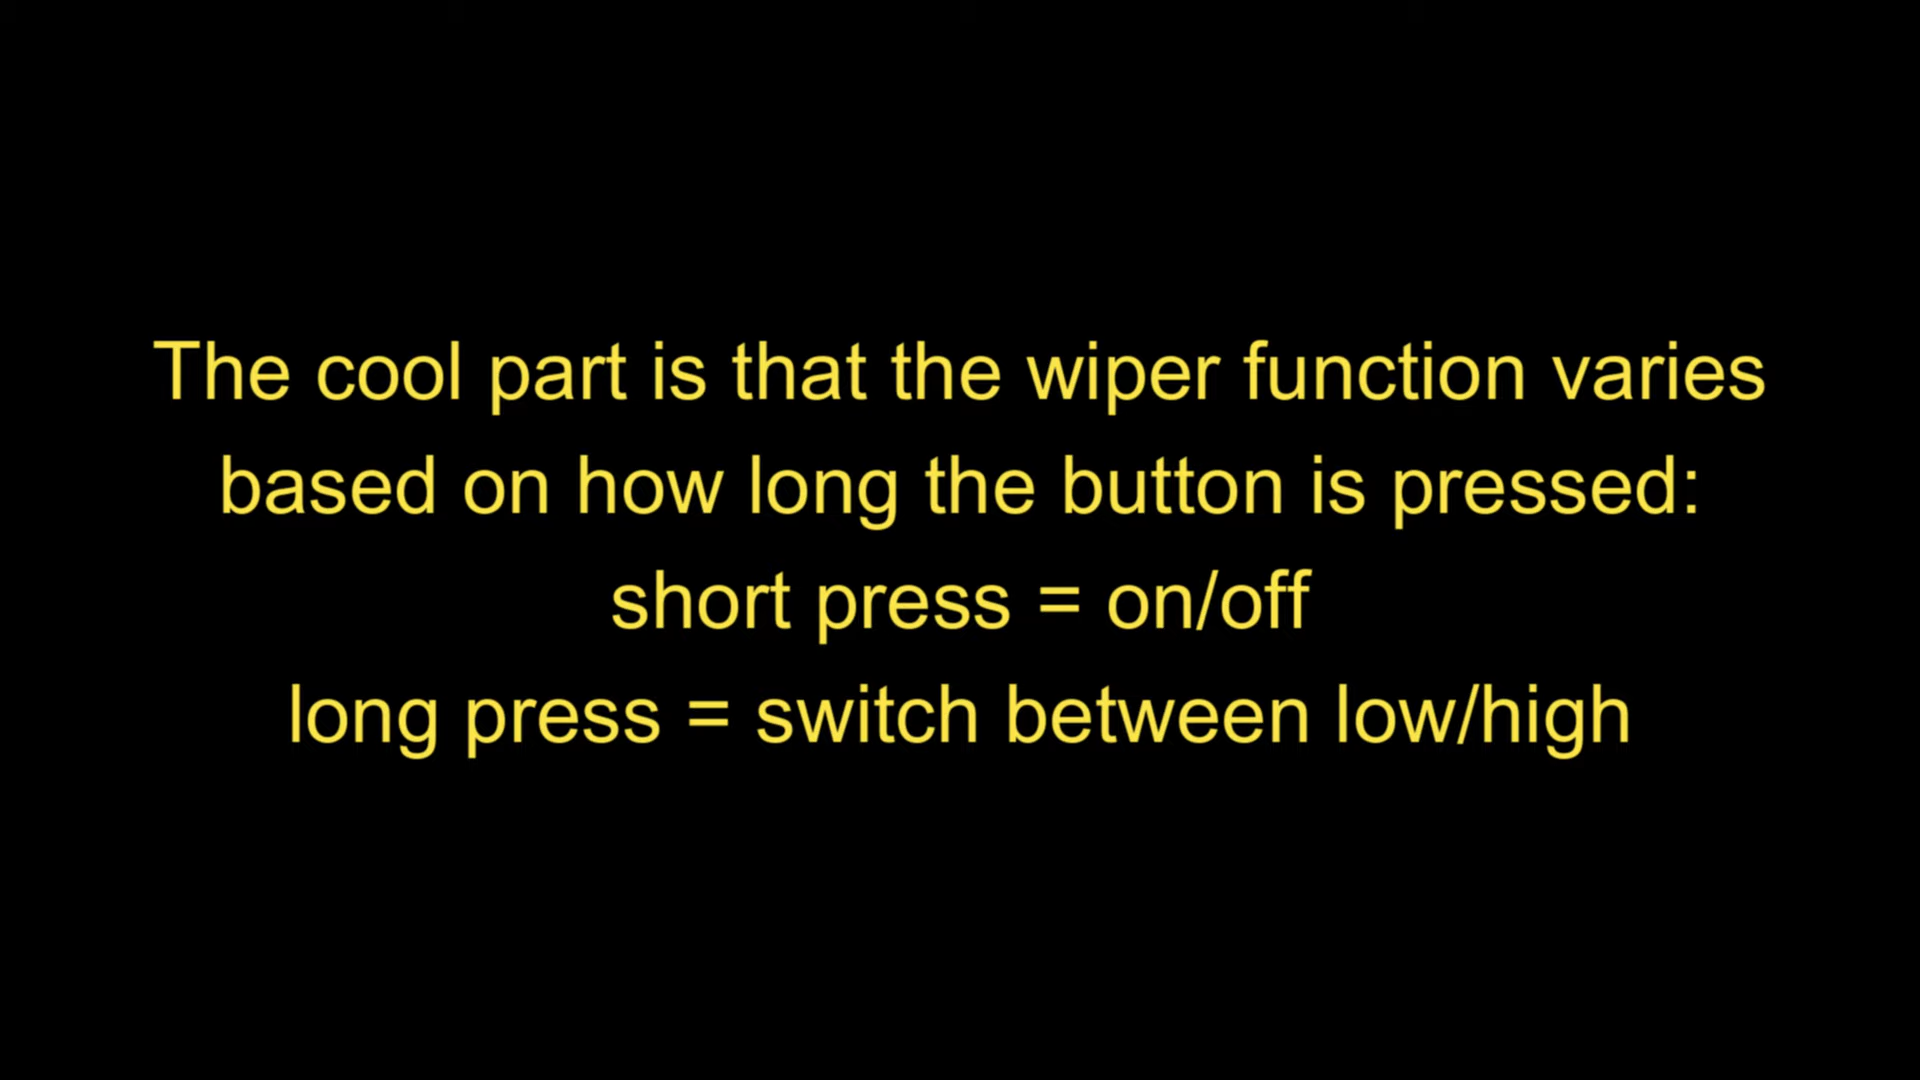 The cool part is that the wiper function varies
based on how long the button is pressed:
short press = on/off
long press = switch between low/high